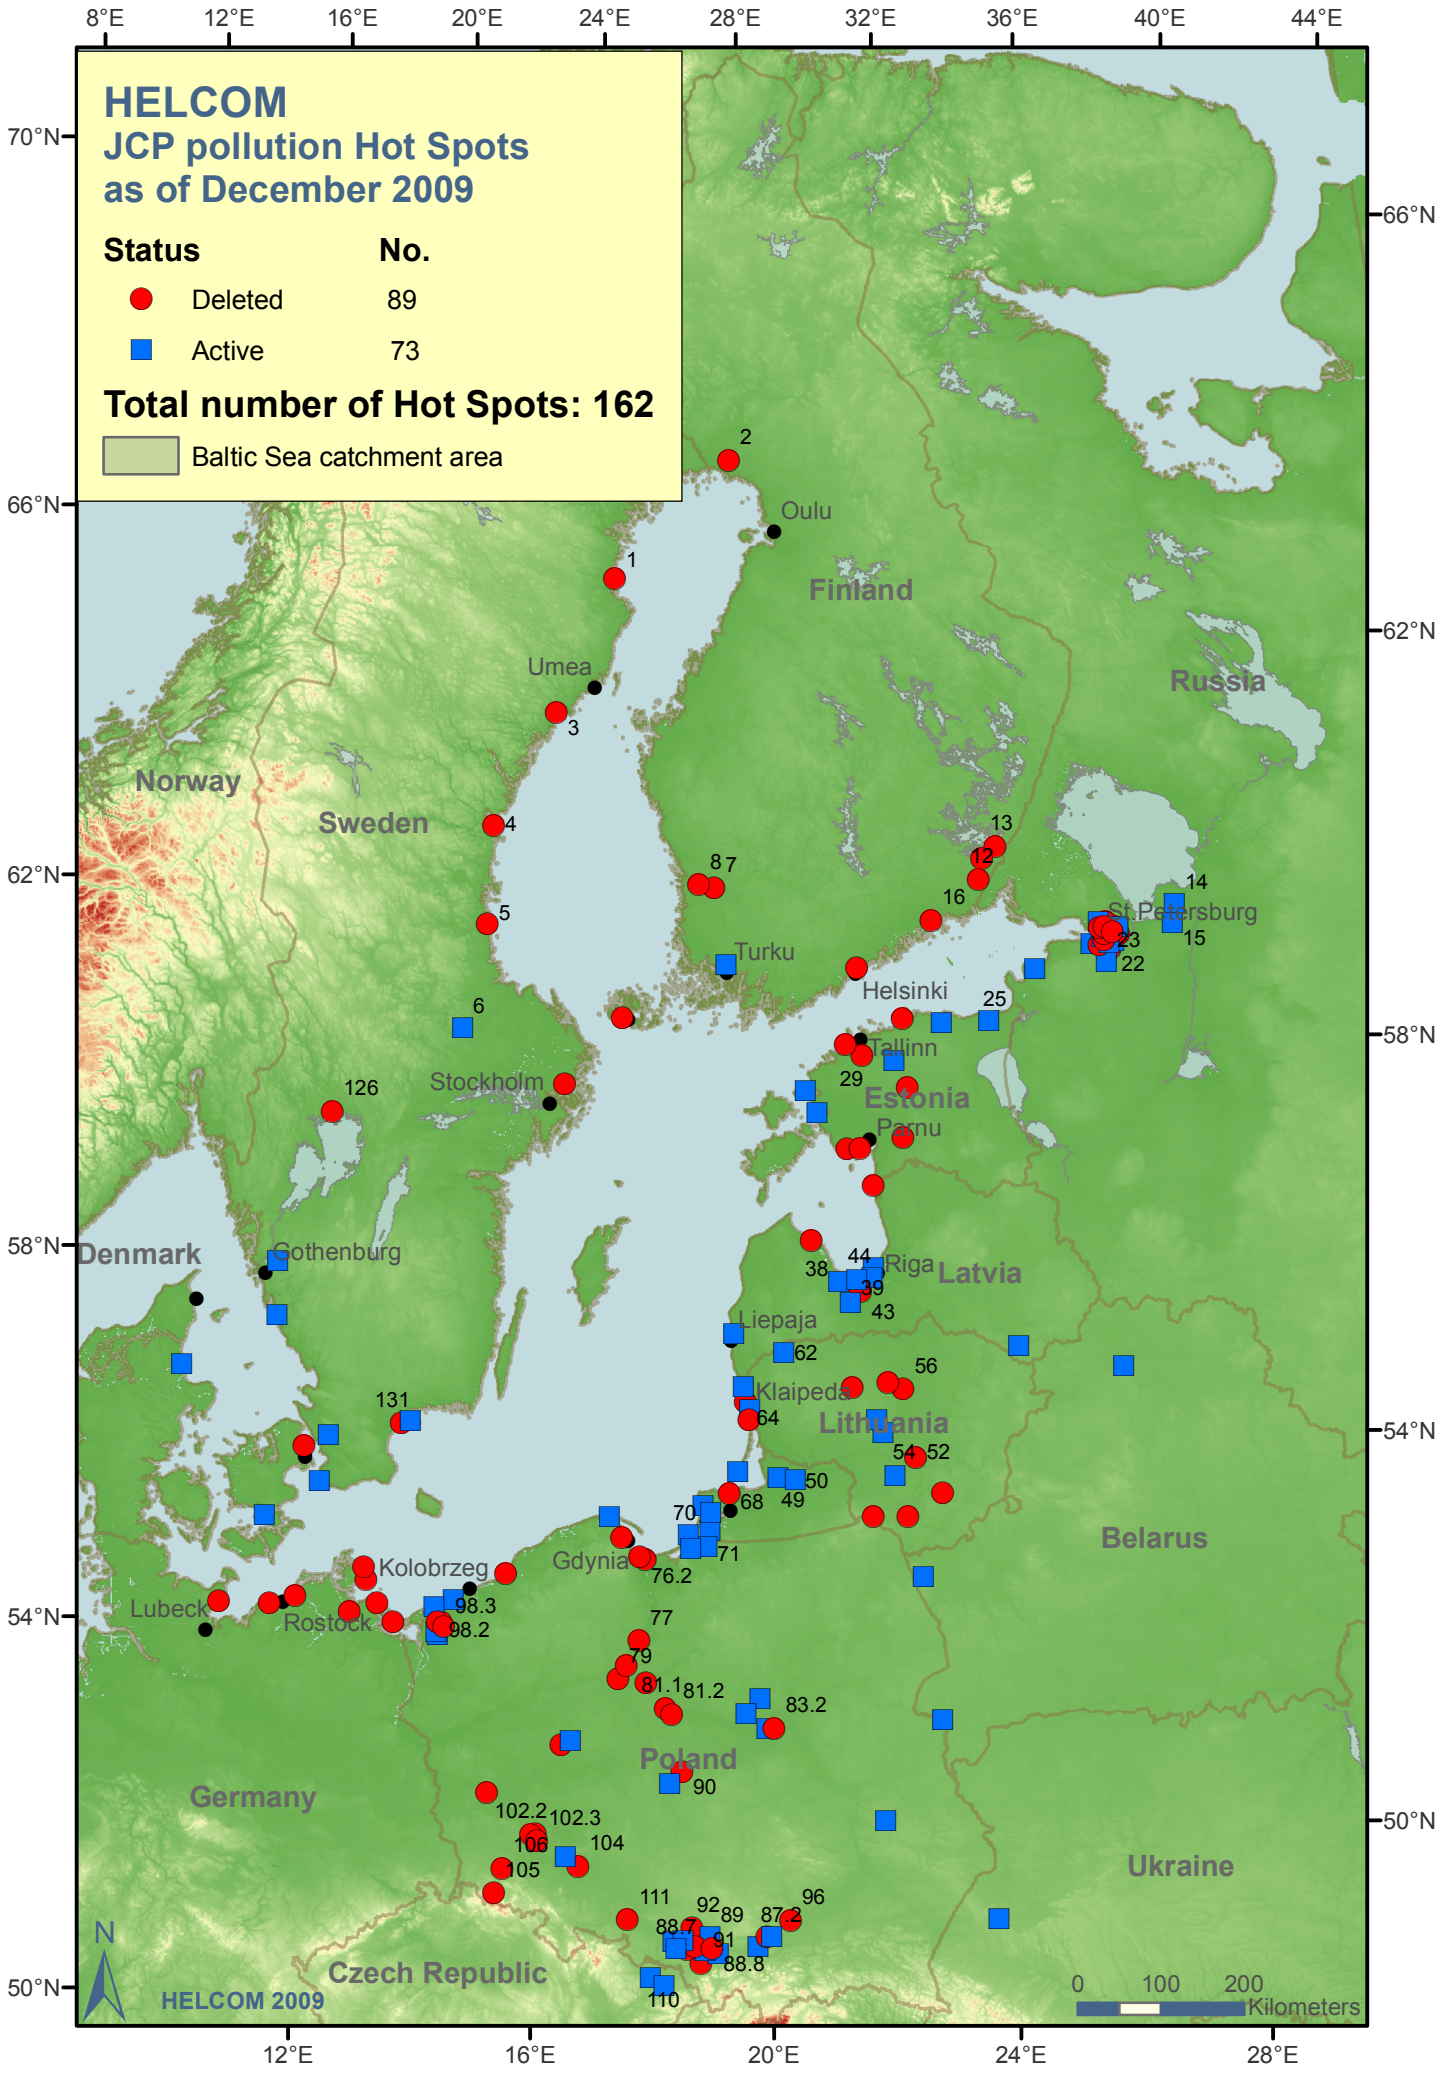 8°E 12°E 16°E 20°E 24°E 28°E 32°E 36°E 40°E 44°E
HELCOM
JCP pollution Hot Spots
as of December 2009
Status No.
Deleted 89
Active 73
Total number of Hot Spots: 162
Baltic Sea catchment area
70°N
66°N
66°N
62°N
62°N
58°N
58°N
54°N
54°N
50°N
50°N
2
Oulu
1
Finland
Umea
Russia
3
Norway
Sweden
4
13
12
8 7
14
16
St.Petersburg
5
23
15
Turku
22
Helsinki
6
25
Tallinn
Stockholm
29
126
Estonia
Parnu
Denmark
Gothenburg
44
Riga
38
Latvia
39
43
Liepaja
62
56
Klaipeda
131
64
Lithuania
54 52
50
68
49
70
Belarus
71
Gdynia
Kolobrzeg
76.2
98.3
Lubeck
Rostock
98.2
77
79
81.1
81.2
83.2
Poland
90
Germany
102.2
102.3
106
104
105
Ukraine
111
92
89
87.2
96
88.7
91
88.8
Czech Republic
110
N
HELCOM 2009
0 100 200
Kilometers
12°E 16°E 20°E 24°E 28°E